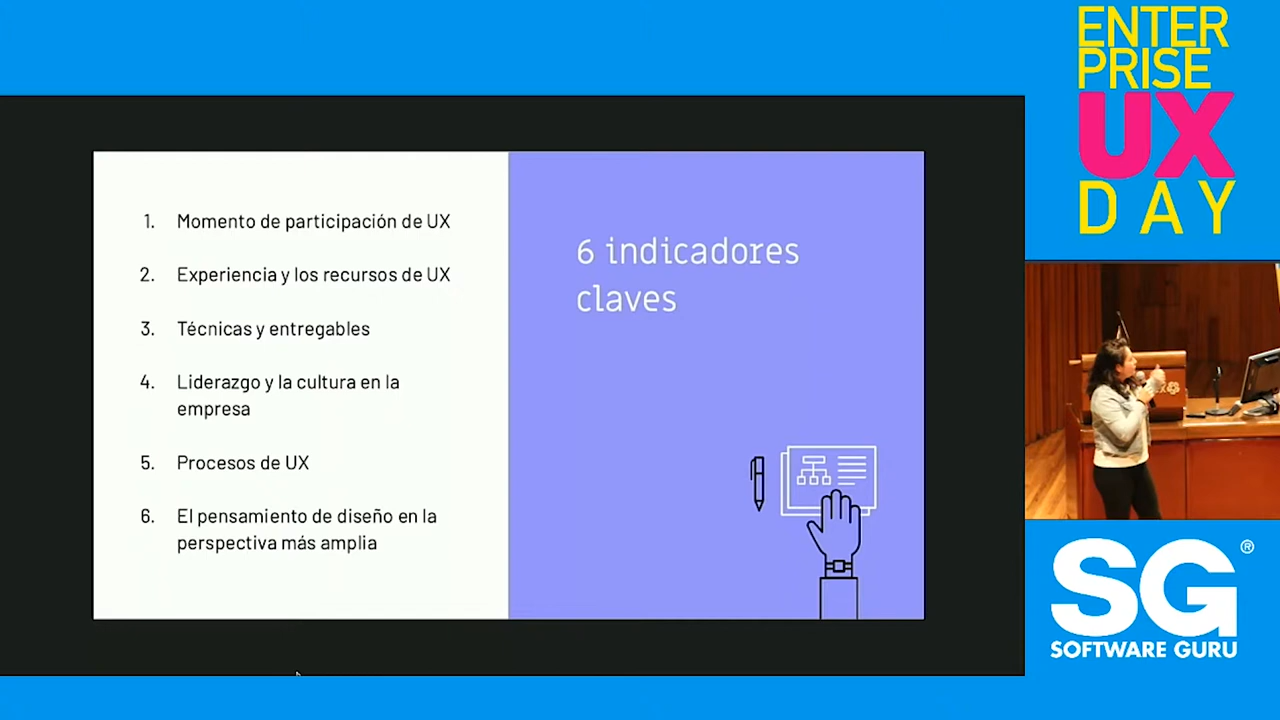 1. Momento de participación de UX
2. Experiencia y los recursos de UX
3. Técnicas y entregables
4. Liderazgo y la cultura en la
empresa
5. Procesos de UX
6. El pensamiento de diseño en la
perspectiva más amplia
6 indicadores
claves
ENTER
PRISE
UX
DAY
SG®
SOFTWARE GURU